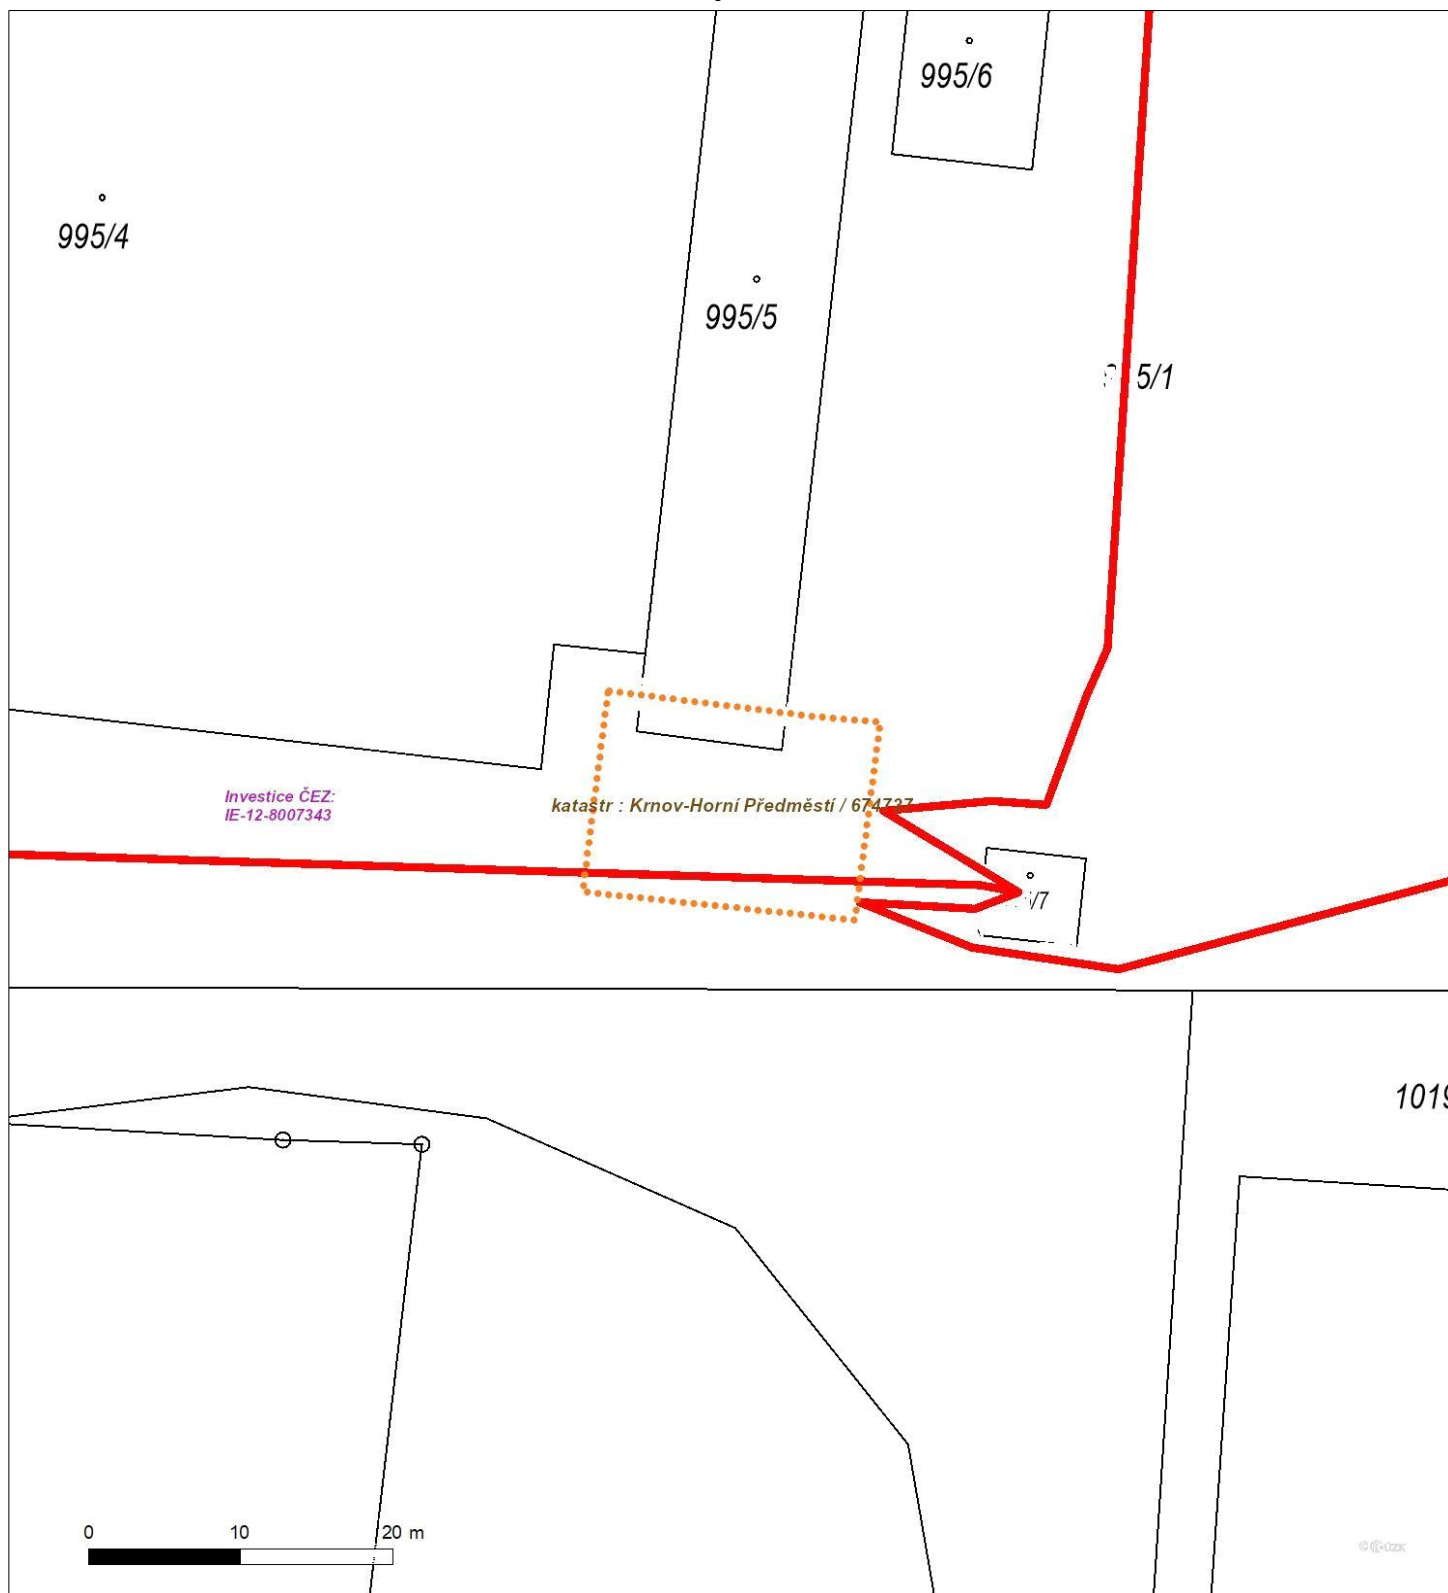 995/6
995/4
995/5
5/1
Investice ČEZ:
IE-12-8007343
katastr : Krnov-Horní Předměstí / 674737
/7
1019
0 10 20 m